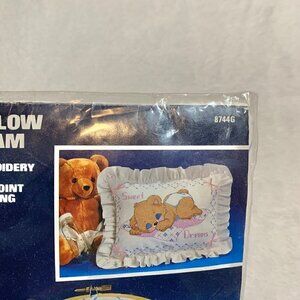 LOW
AM
8744G
OIDERY
OINT
NG
Sweet
Dreams